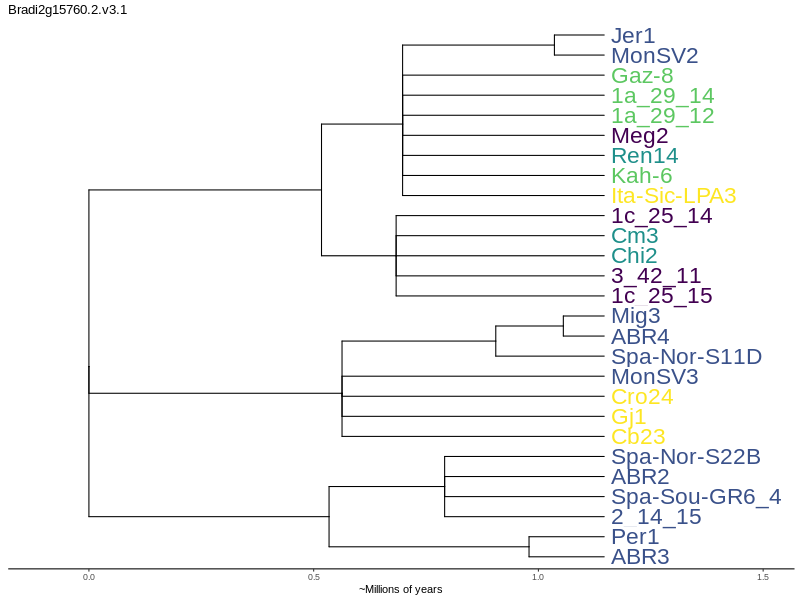 Bradi2g15760.2.v3.1
Jer1
MonSV2
Gaz-8
1a_29_14
1a_29_12
Meg2
Ren14
Kah-6
Ita-Sic-LPA3
1c_25_14
Cm3
Chi2
3_42_11
1c_25_15
Mig3
ABR4
Spa-Nor-S11D
MonSV3
Cro24
Gj1
Cb23
Spa-Nor-S22B
ABR2
Spa-Sou-GR6_4
2_14_15
Per1
ABR3
0.0 0.5 1.0 1.5
~Millions of years